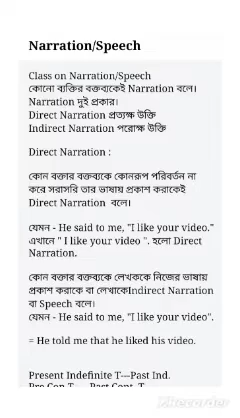 Narration/Speech
Class on Narration/Speech
কোনো ব্যক্তির বক্তব্যকেই Narration বলে।
Narration দুই প্রকার।
Direct Narration প্রত্যক্ষ উক্তি
Indirect Narration পরোক্ষ উক্তি
Direct Narration :
কোন বক্তার বক্তব্যকে কোনরূপ পরিবর্তন না
করে সরাসরি তার ভাষায় প্রকাশ করাকেই
Direct Narration বলে।
যেমন - He said to me, "I like your video."
এখানে " I like your video ". হলো Direct
Narration.
কোন বক্তার বক্তব্যকে লেখককে নিজের ভাষায়
প্রকাশ করাকে বা লেখাকেIndirect Narration
বা Speech বলে।
যেমন - He said to me, "I like your video".
= He told me that he liked his video.
Present Indefinite T---Past Ind.
Pre Con T---- Past Cont. T